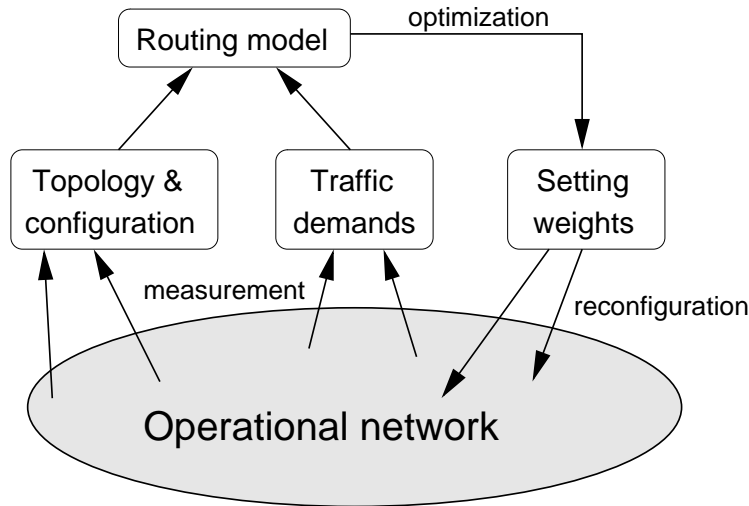 optimization
Routing model
Topology &
configuration
Traffic
demands
Setting
weights
measurement
reconfiguration
Operational network